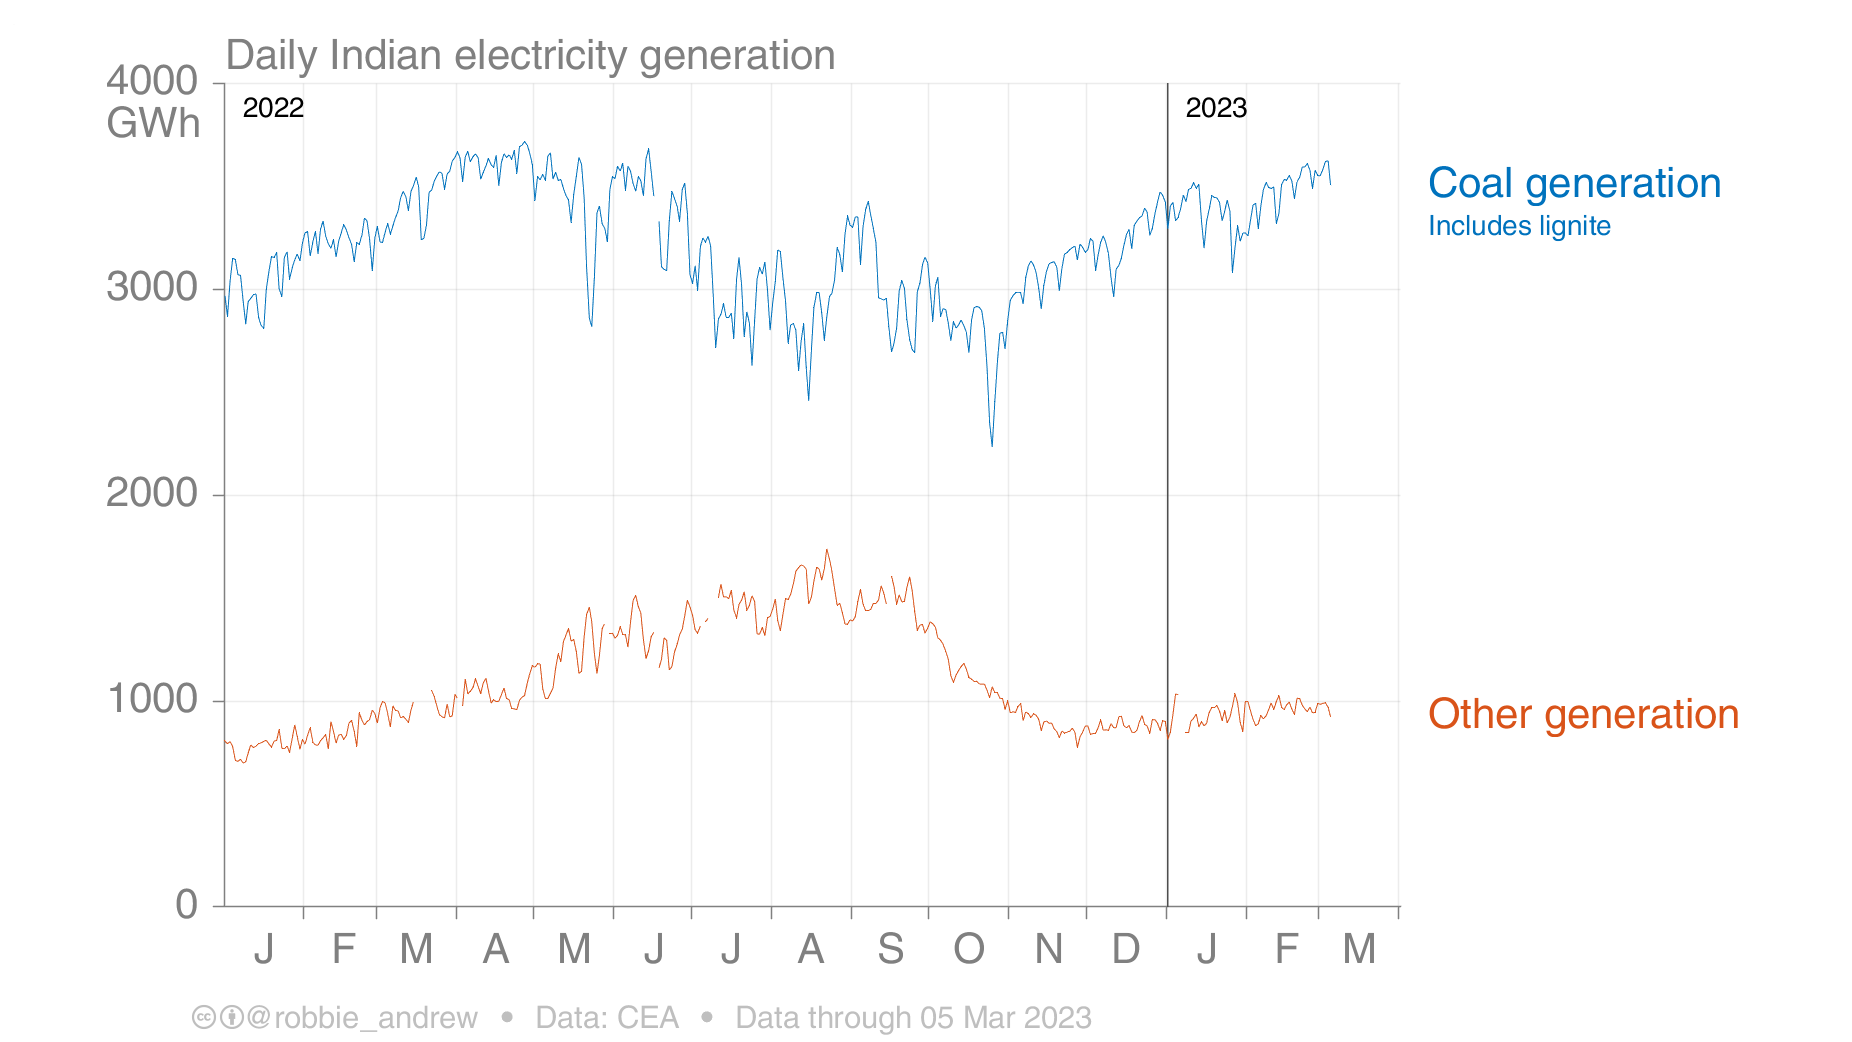 Daily Indian electricity generation
4000
GWh
2022
2023
3000
2000
1000
0
Coal generation
Includes lignite
Other generation
J F M A M J J A S O N D J F M
@robbie_andrew • Data: CEA • Data through 05 Mar 2023